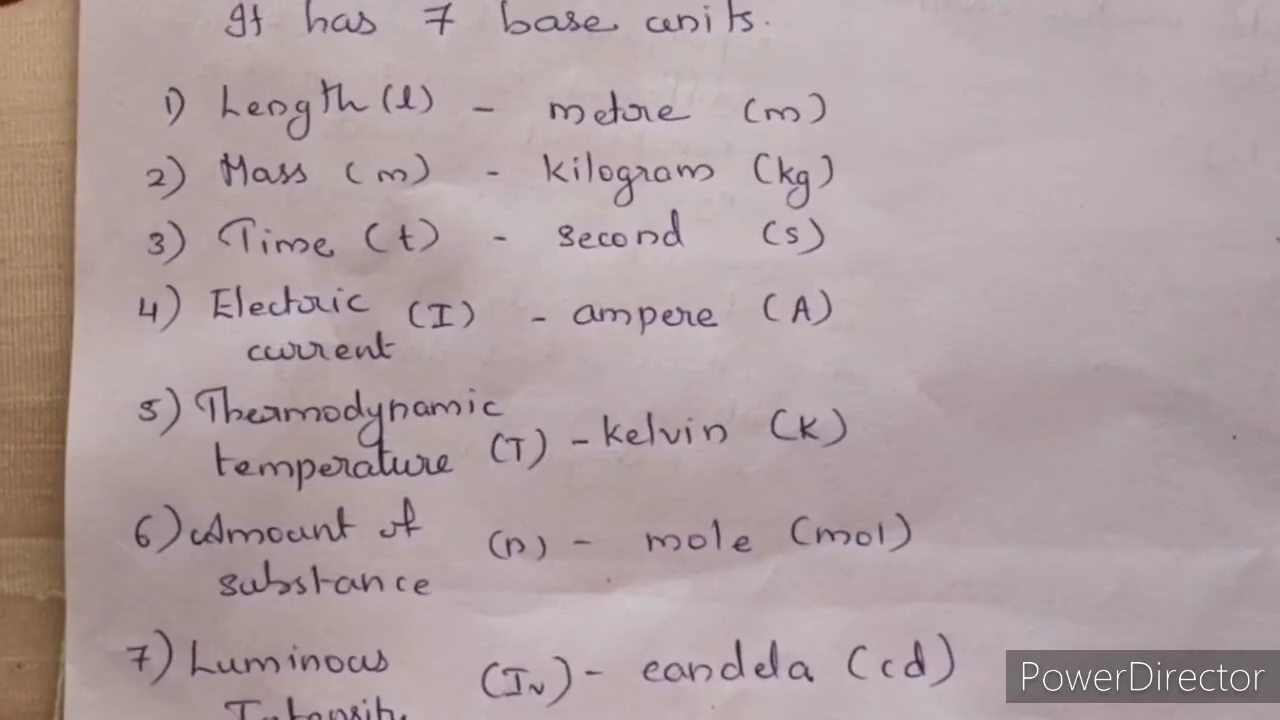 It has 7 base units.
1) Length (l) - metre (m)
2) Mass (m) - kilogram (kg)
3) Time (t) - second (s)
4) Electric (I) - ampere (A)
current
5) Thermodynamic
temperature (T) - kelvin (K)
6) Amount of
substance (n) - mole (mol)
7) Luminous (Iv) - candela (cd)
Intensity
PowerDirector